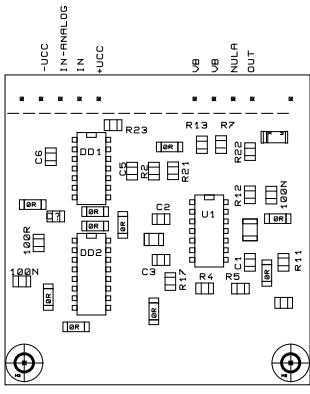 -UCC
IN-ANALOG
IN
+UCC
VB
VB
NULA
OUT
R23
R13
R7
C6
DD1
0R
R22
C5
R2
R21
0R
0R
C2
U1
R12
100N
100R
0R
0R
0R
DD2
C3
C1
R11
100N
R17
R4
R5
0R
0R
0R
0R